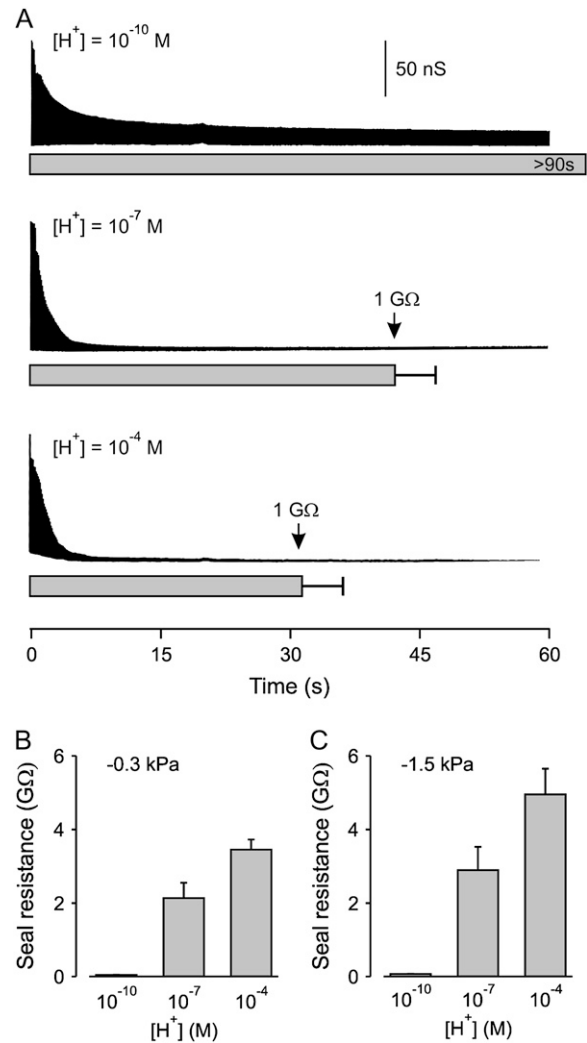 A
[H⁺] = 10⁻¹⁰ M
50 nS
>90s
[H⁺] = 10⁻⁷ M
1 GΩ
[H⁺] = 10⁻⁴ M
1 GΩ
0 15 30 45 60
Time (s)
B
-0.3 kPa
Seal resistance (GΩ)
6
4
2
0
10⁻¹⁰ 10⁻⁷ 10⁻⁴
[H⁺] (M)
C
-1.5 kPa
Seal resistance (GΩ)
6
4
2
0
10⁻¹⁰ 10⁻⁷ 10⁻⁴
[H⁺] (M)